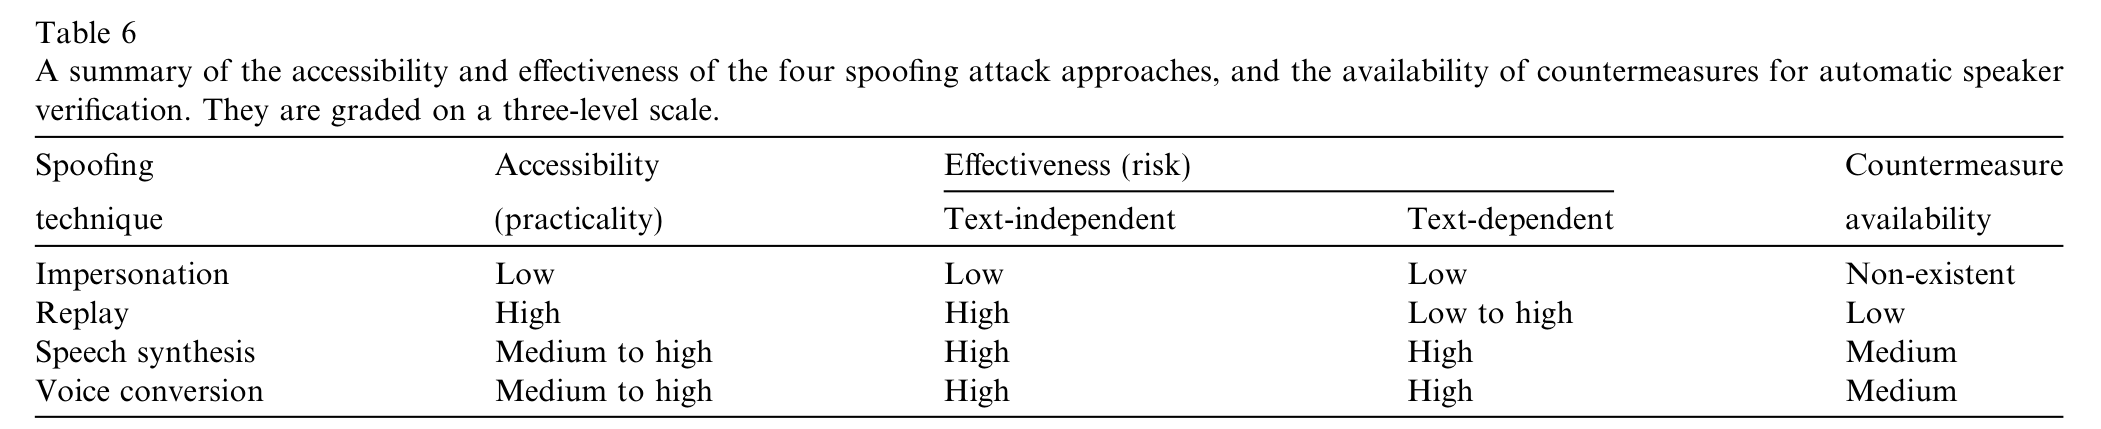 Table 6
A summary of the accessibility and effectiveness of the four spoofing attack approaches, and the availability of countermeasures for automatic speaker
verification. They are graded on a three-level scale.
Spoofing Accessibility Effectiveness (risk) Countermeasure
technique (practicality) Text-independent Text-dependent availability
Impersonation Low Low Low Non-existent
Replay High High Low to high Low
Speech synthesis Medium to high High High Medium
Voice conversion Medium to high High High Medium